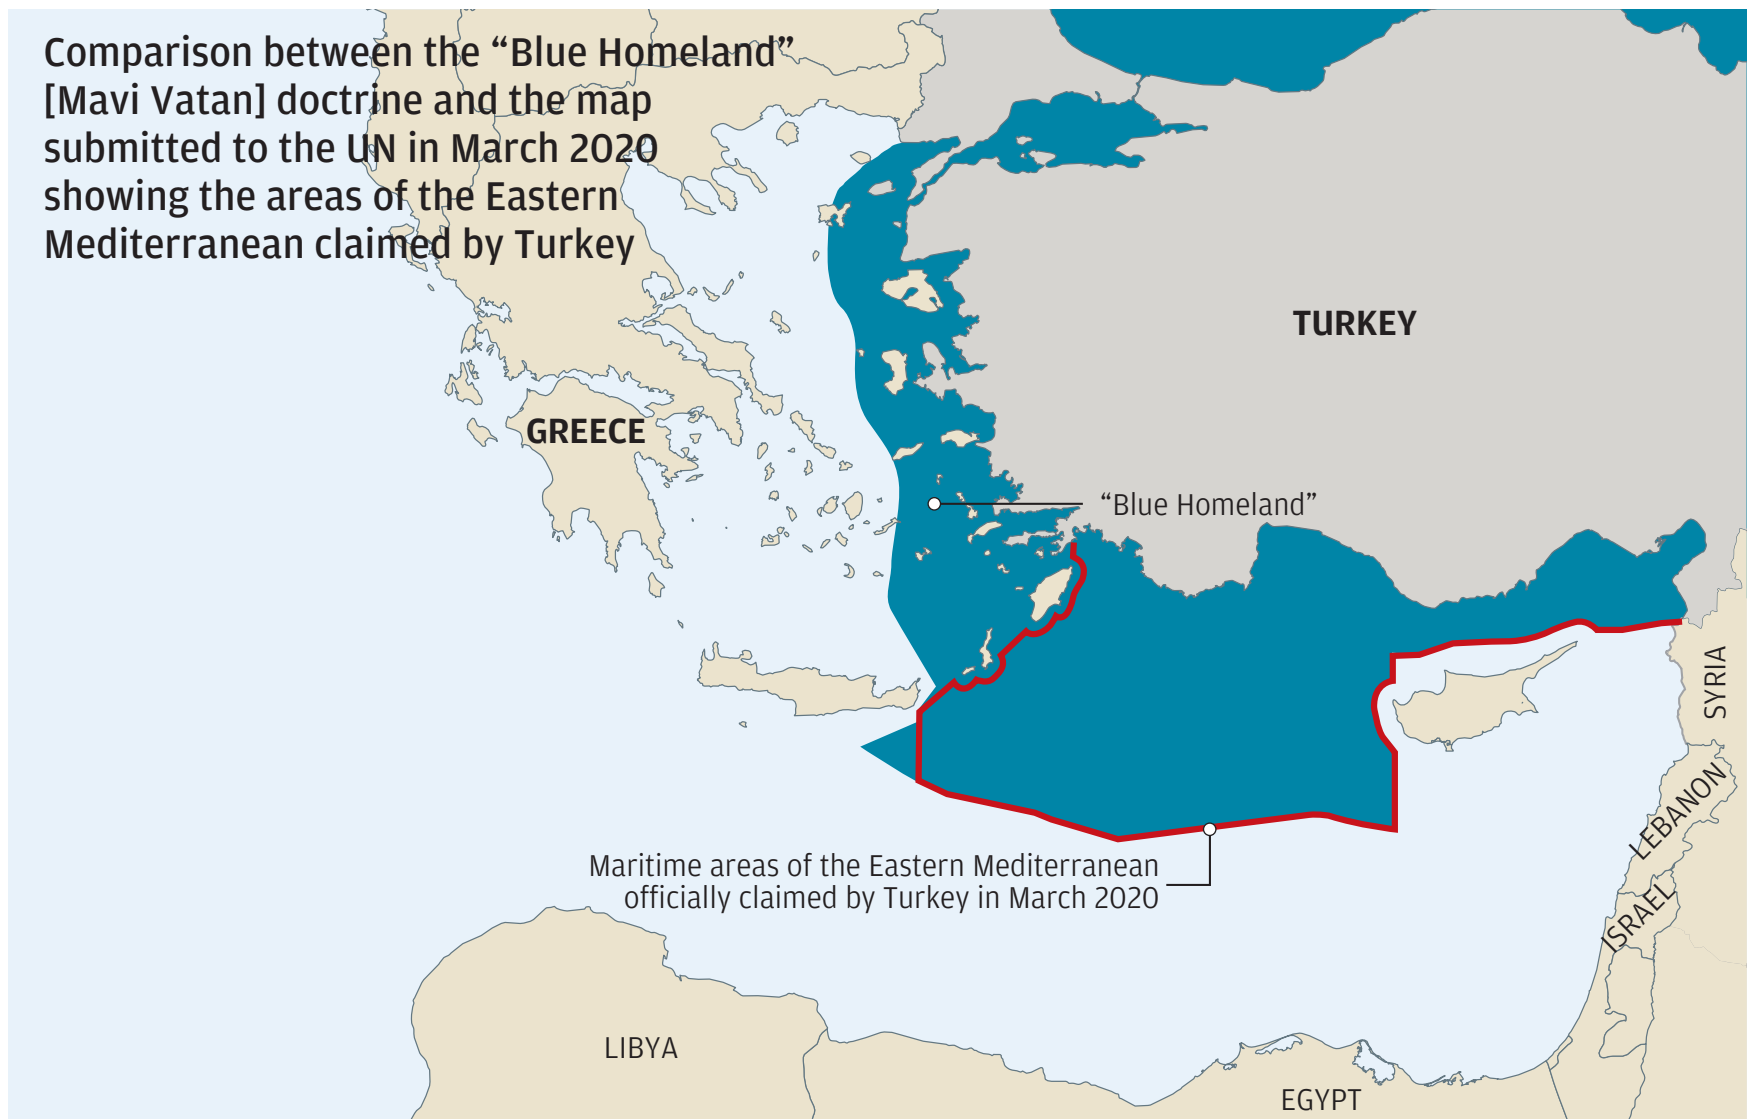 Comparison between the “Blue Homeland”
[Mavi Vatan] doctrine and the map
submitted to the UN in March 2020
showing the areas of the Eastern
Mediterranean claimed by Turkey
TURKEY
GREECE
“Blue Homeland”
SYRIA
LEBANON
Maritime areas of the Eastern Mediterranean
officially claimed by Turkey in March 2020
ISRAEL
LIBYA
EGYPT